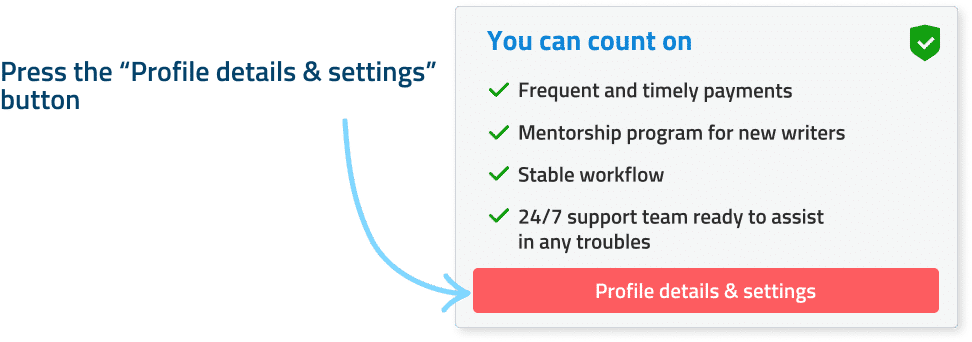 Press the “Profile details & settings”
button
You can count on
Frequent and timely payments
Mentorship program for new writers
Stable workflow
24/7 support team ready to assist
in any troubles
Profile details & settings